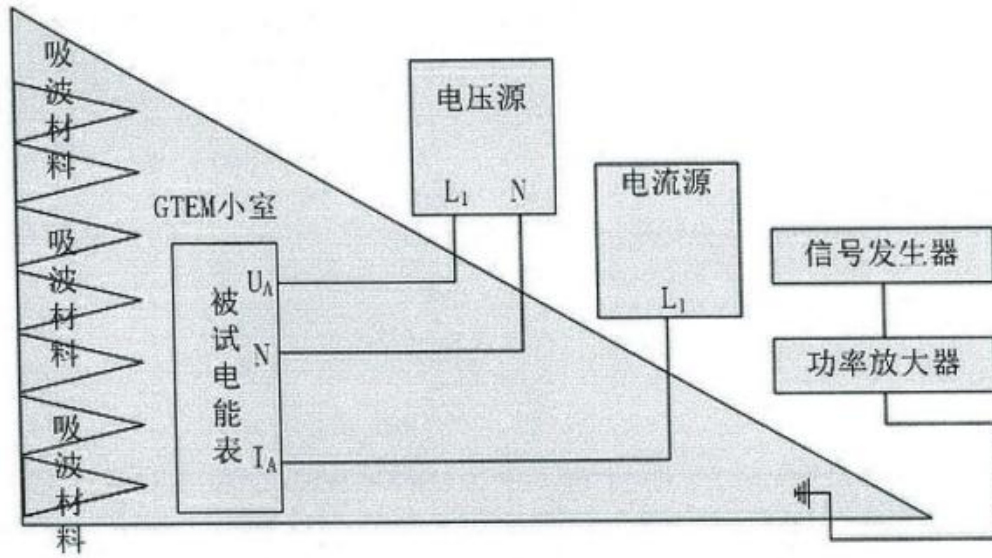 吸波材料
吸波材料
吸波材料
GTEM小室
被试电能表
U_A
N
I_A
电压源
L₁ N
电流源
L₁
信号发生器
功率放大器